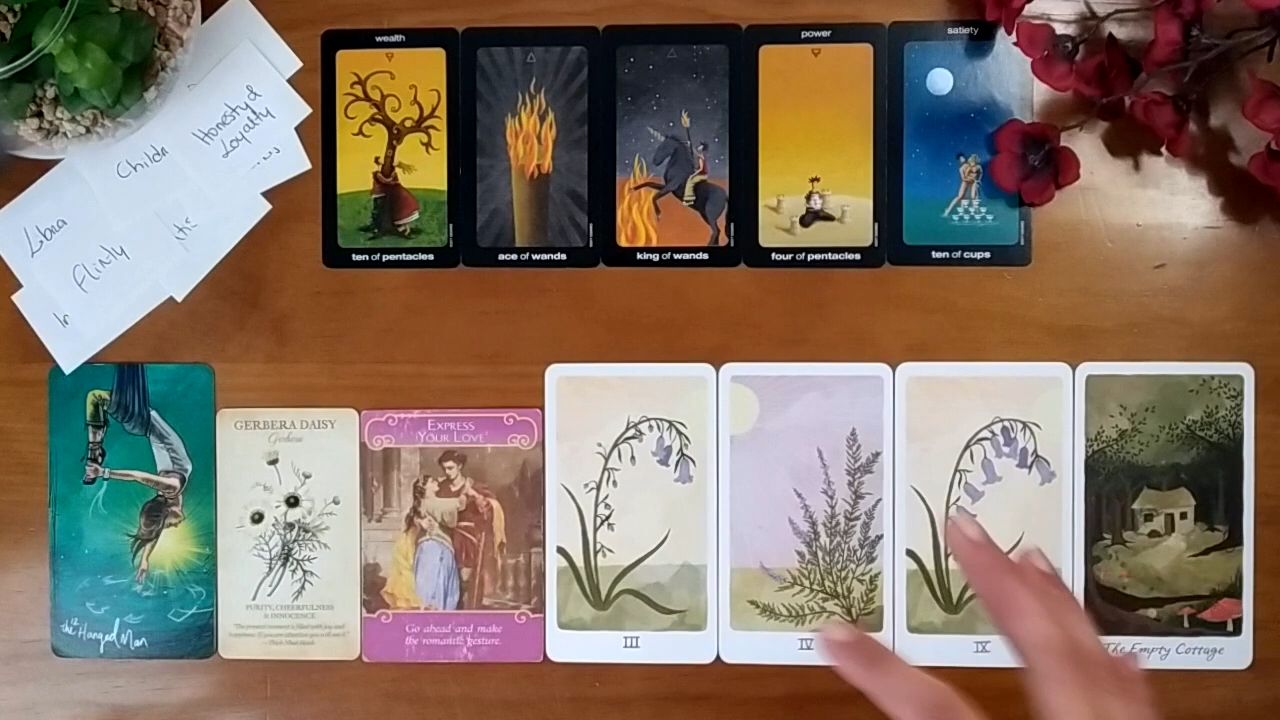 wealth
power
satiety
ten of pentacles
ace of wands
king of wands
four of pentacles
ten of cups
Honesty &
Loyalty
Libra
Flirty
In
the Hanged Man
12
GERBERA DAISY
Gerbera
PURITY, CHEERFULNESS
& INNOCENCE
EXPRESS
YOUR LOVE
Go ahead and make
the romantic gesture.
III
IV
IX
The Empty Cottage